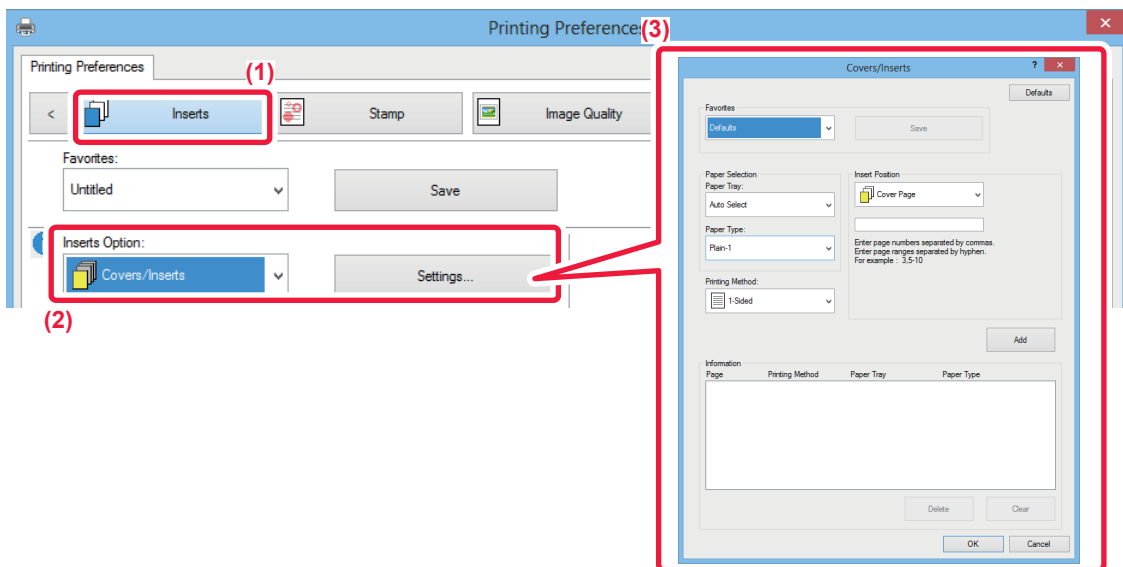 Printing Preferences
(3)
Printing Preferences
(1)
<
Inserts
Stamp
Image Quality
Favorites:
Untitled
Save
Inserts Option:
Covers/Inserts
Settings...
(2)
Covers/Inserts
?
×
Defaults
Favorites
Defaults
Save
Paper Selection
Paper Tray:
Auto Select
Paper Type:
Plain-1
Printing Method:
1-Sided
Insert Position
Cover Page
Enter page numbers separated by commas.
Enter page ranges separated by hyphen.
For example : 3,5-10
Add
Information
Page Printing Method Paper Tray Paper Type
Delete
Clear
OK
Cancel